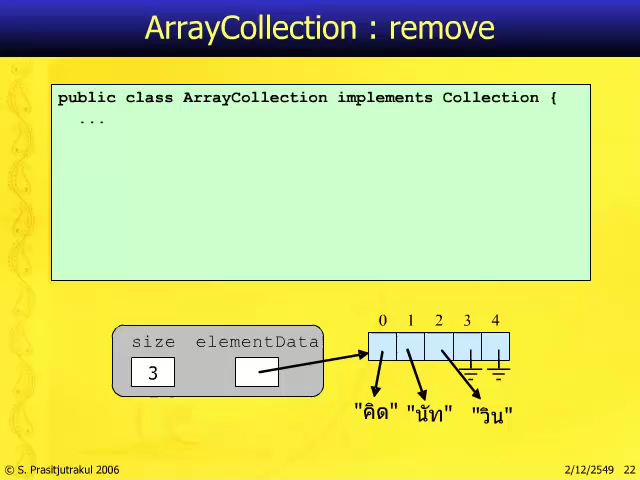 ArrayCollection : remove
public class ArrayCollection implements Collection {
...
0 1 2 3 4
size elementData
3
"คิด" "นัท" "วิน"
© S. Prasitjutrakul 2006 2/12/2549 22